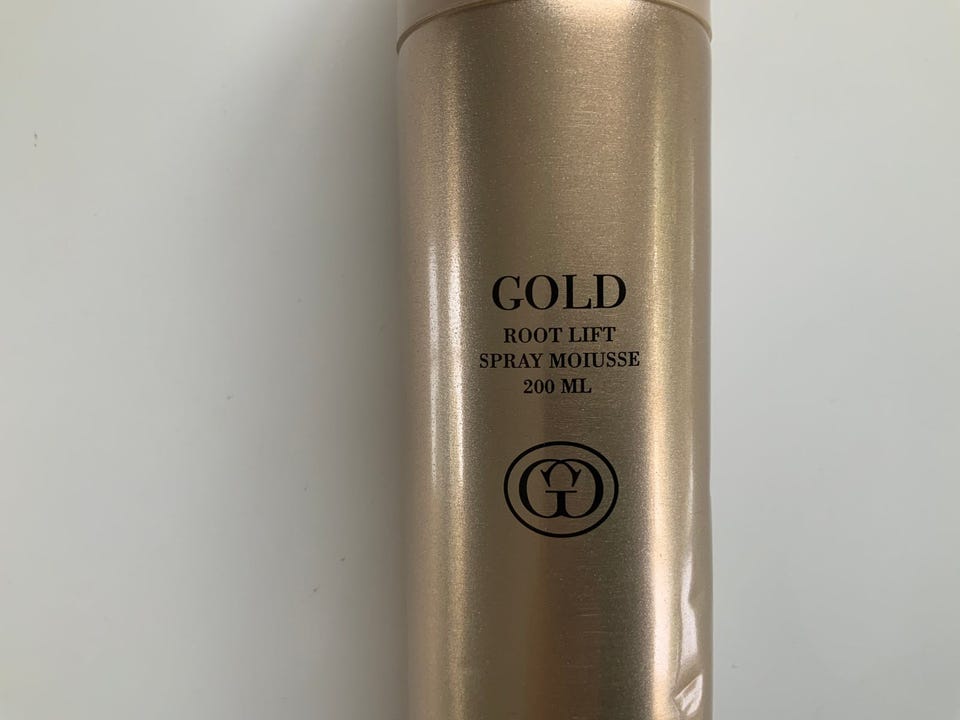 GOLD
ROOT LIFT
SPRAY MOIUSSE
200 ML